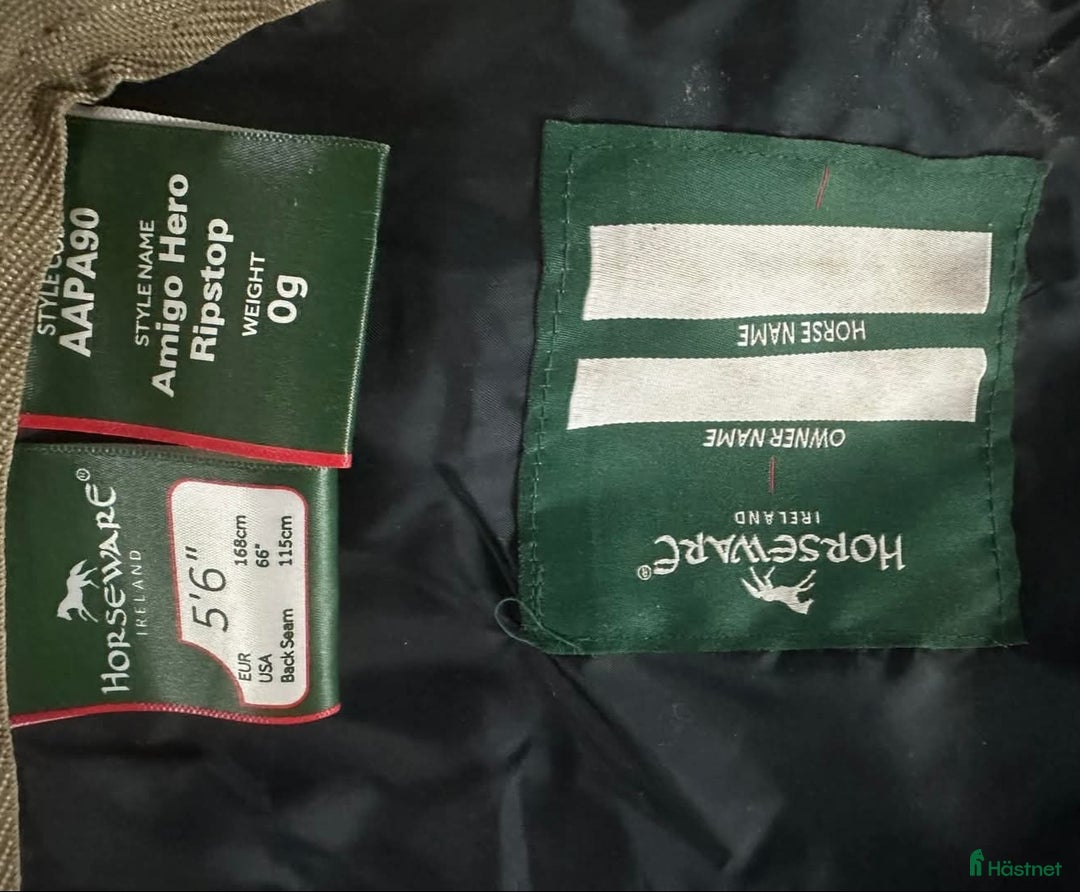 STYLE CODE
AAPA90
STYLE NAME
Amigo Hero
Ripstop
WEIGHT
0g
HORSEWARE®
IRELAND
5'6"
EUR 168cm
USA 66"
Back Seam 115cm
HORSEWARE®
IRELAND
OWNER NAME
HORSE NAME
Hästnet